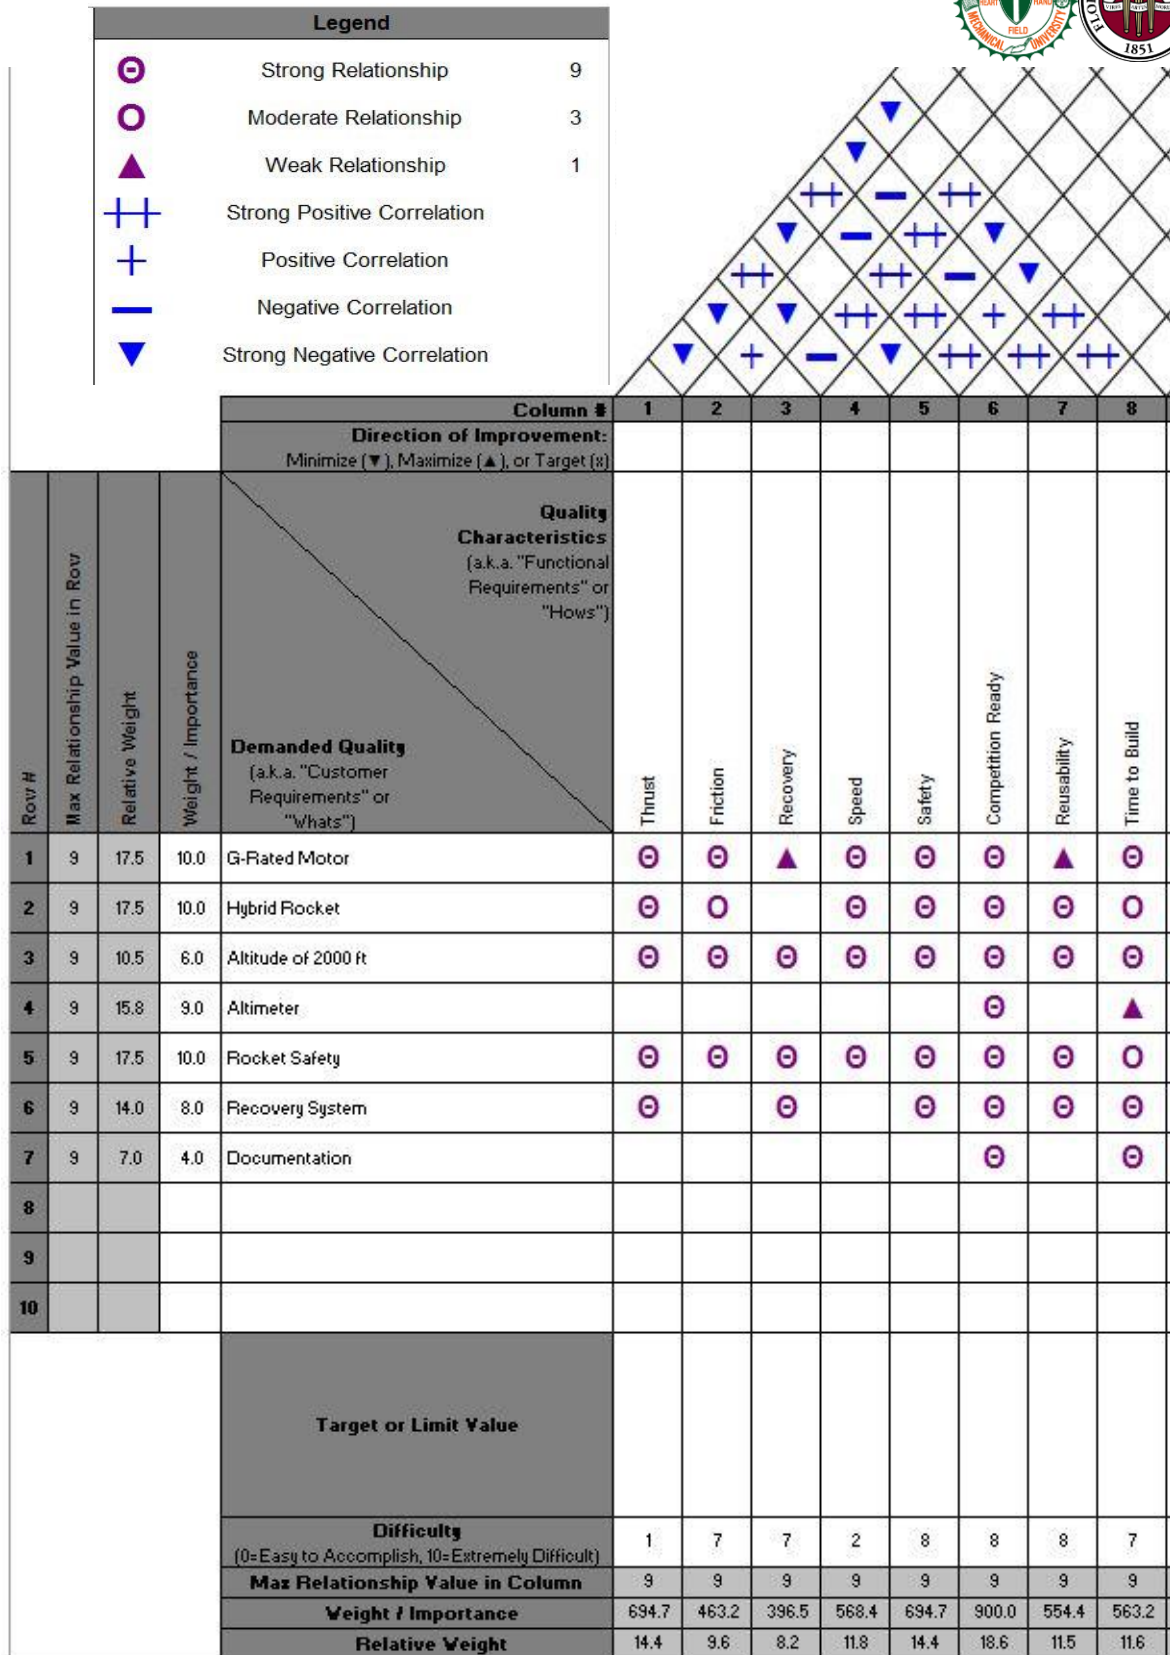 HEART HAND
FIELD
MECHANICAL UNIVERSITY
1851
Legend
Strong Relationship 9
Moderate Relationship 3
Weak Relationship 1
Strong Positive Correlation
Positive Correlation
Negative Correlation
Strong Negative Correlation
Column # 1 2 3 4 5 6 7 8
Direction of Improvement:
Minimize (▼), Maximize (▲), or Target (x)
Quality
Characteristics
(a.k.a. "Functional
Requirements" or
"Hows")
Row #
Max Relationship Value in Row
Relative Weight
Weight / Importance
Demanded Quality
(a.k.a. "Customer
Requirements" or
"Whats")
Thrust
Friction
Recovery
Speed
Safety
Competition Ready
Reusability
Time to Build
1 9 17.5 10.0 G-Rated Motor
2 9 17.5 10.0 Hybrid Rocket
3 9 10.5 6.0 Altitude of 2000 ft
4 9 15.8 9.0 Altimeter
5 9 17.5 10.0 Rocket Safety
6 9 14.0 8.0 Recovery System
7 9 7.0 4.0 Documentation
8
9
10
Target or Limit Value
Difficulty
(0=Easy to Accomplish, 10=Extremely Difficult) 1 7 7 2 8 8 8 7
Max Relationship Value in Column 9 9 9 9 9 9 9 9
Weight / Importance 694.7 463.2 396.5 568.4 694.7 900.0 554.4 563.2
Relative Weight 14.4 9.6 8.2 11.8 14.4 18.6 11.5 11.6